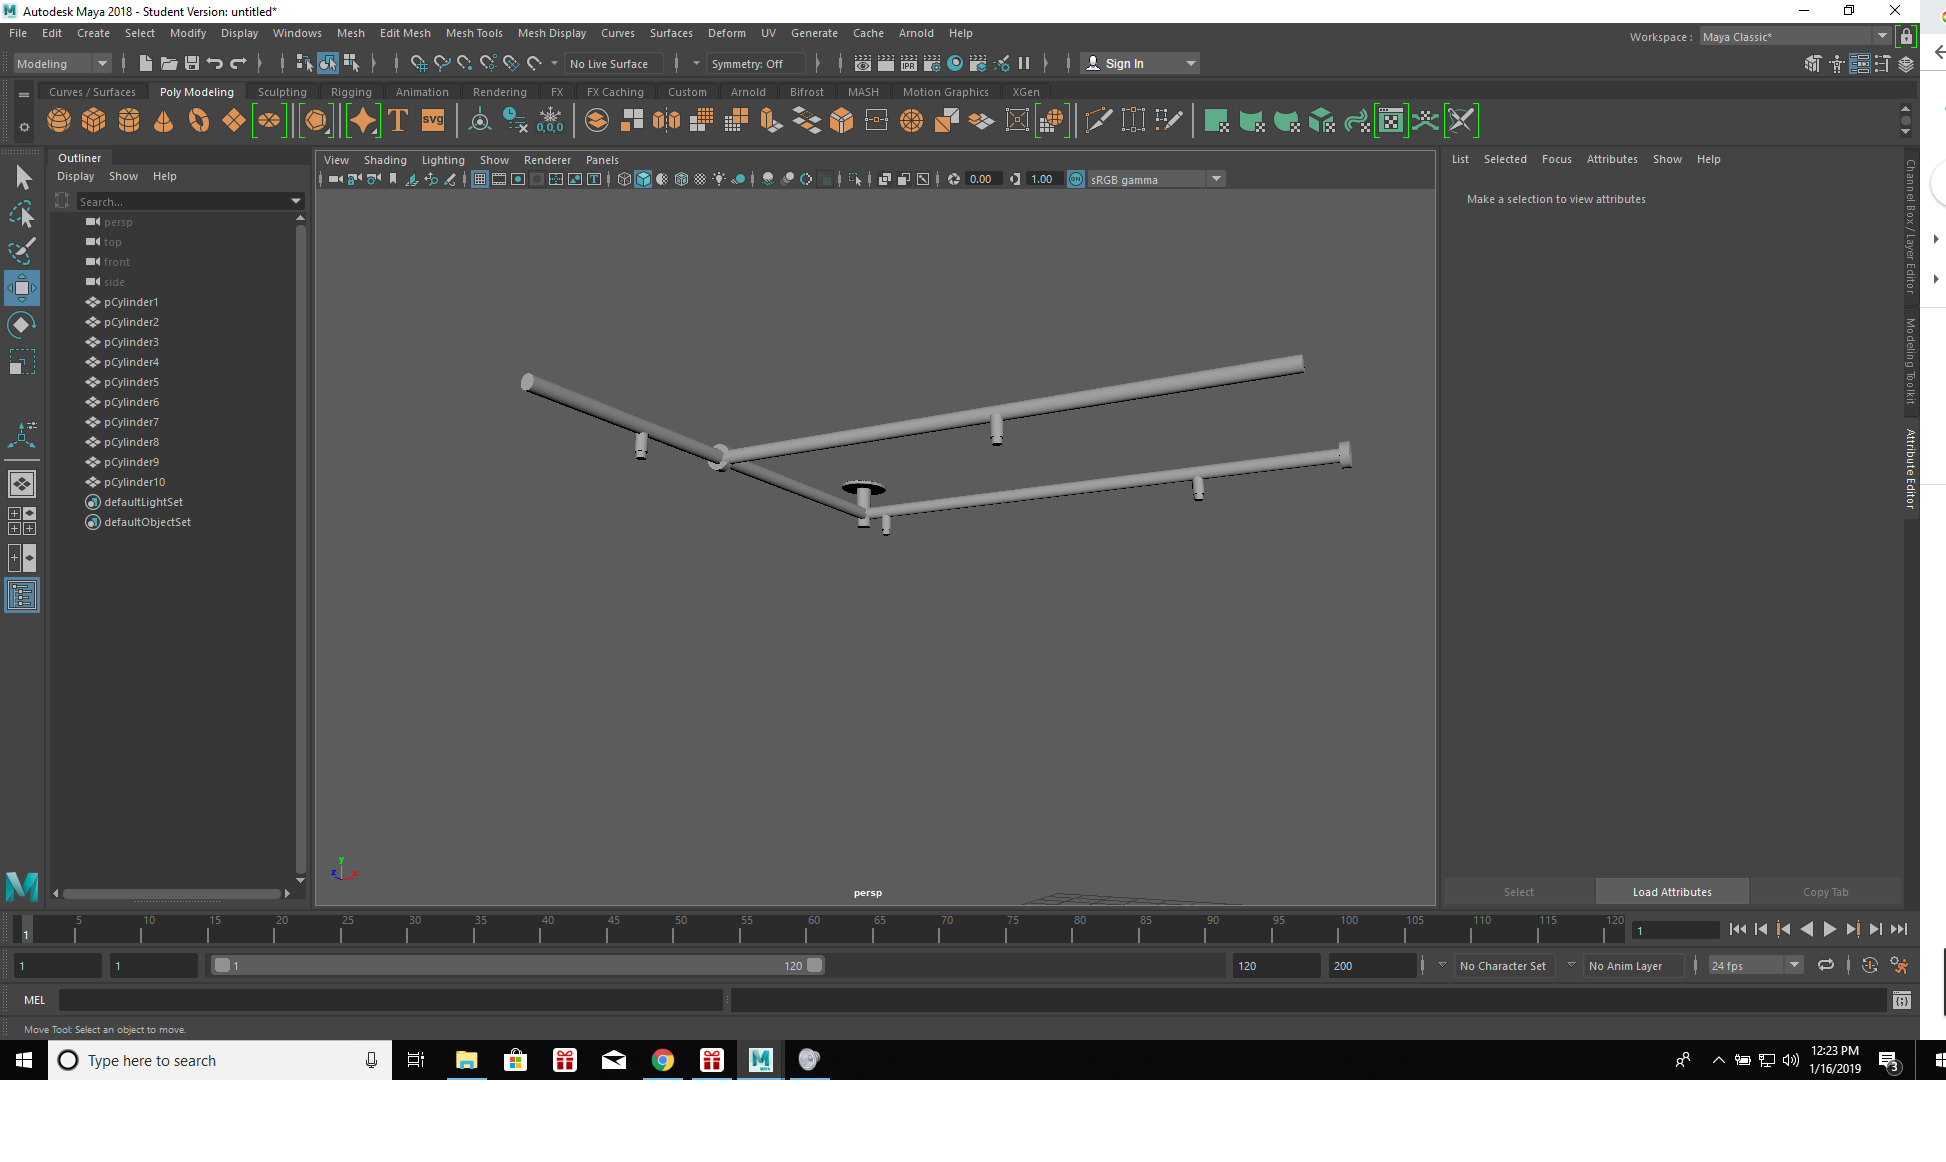 Autodesk Maya 2018 - Student Version: untitled*
File Edit Create Select Modify Display Windows Mesh Edit Mesh Mesh Tools Mesh Display Curves Surfaces Deform UV Generate Cache Arnold Help
Workspace : Maya Classic*
Modeling No Live Surface Symmetry: Off IPR Sign In
Curves / Surfaces Poly Modeling Sculpting Rigging Animation Rendering FX FX Caching Custom Arnold Bifrost MASH Motion Graphics XGen
T svg 0,0,0
Outliner
Display Show Help
Search...
persp
top
front
side
pCylinder1
pCylinder2
pCylinder3
pCylinder4
pCylinder5
pCylinder6
pCylinder7
pCylinder8
pCylinder9
pCylinder10
defaultLightSet
defaultObjectSet
View Shading Lighting Show Renderer Panels
0.00 1.00 ON sRGB gamma
y
z x
persp
List Selected Focus Attributes Show Help
Make a selection to view attributes
Channel Box / Layer Editor
Modeling Toolkit
Attribute Editor
Select Load Attributes Copy Tab
1 5 10 15 20 25 30 35 40 45 50 55 60 65 70 75 80 85 90 95 100 105 110 115 120 1
1 1 1 120 120 200 No Character Set No Anim Layer 24 fps
MEL
Move Tool: Select an object to move.
Type here to search
12:23 PM
1/16/2019
3